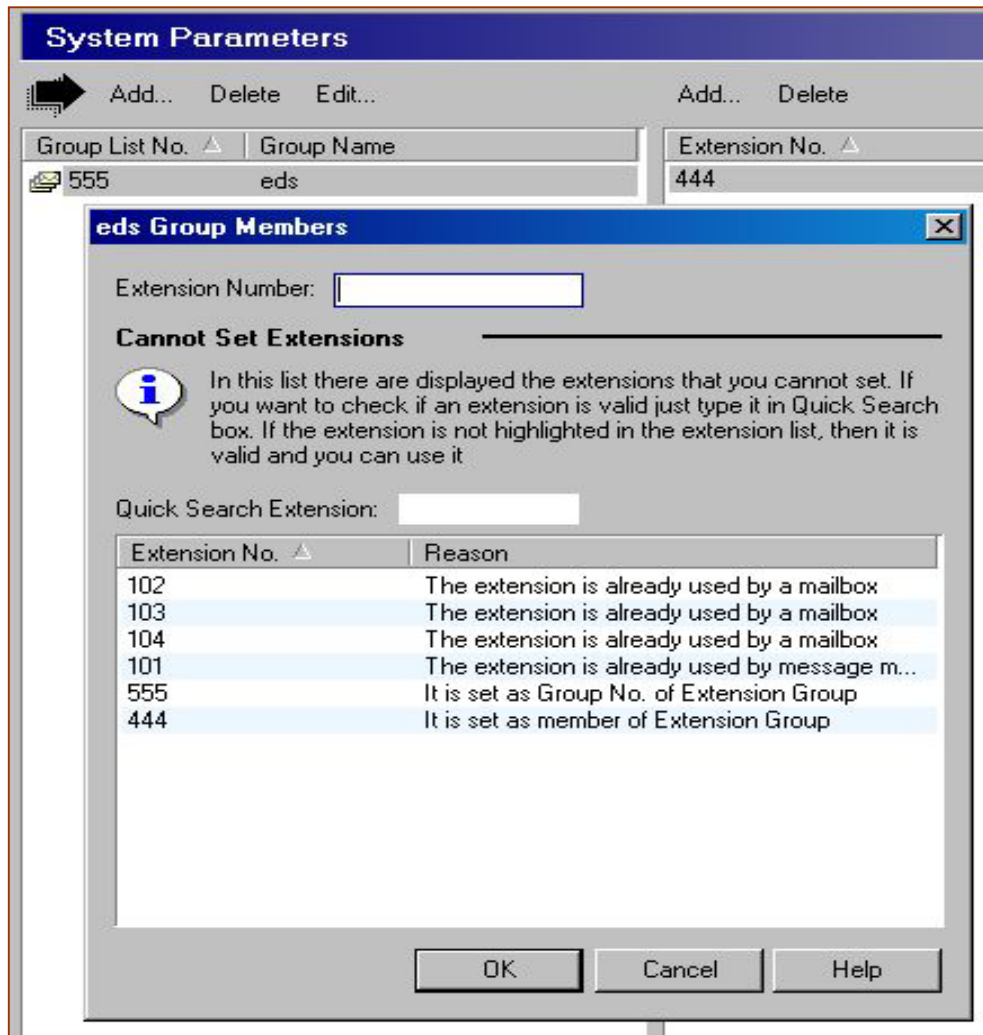 System Parameters
Add... Delete Edit... Add... Delete
Group List No. Group Name Extension No.
555 eds 444
eds Group Members
Extension Number:
Cannot Set Extensions
In this list there are displayed the extensions that you cannot set. If
you want to check if an extension is valid just type it in Quick Search
box. If the extension is not highlighted in the extension list, then it is
valid and you can use it
Quick Search Extension:
Extension No. Reason
102 The extension is already used by a mailbox
103 The extension is already used by a mailbox
104 The extension is already used by a mailbox
101 The extension is already used by message m...
555 It is set as Group No. of Extension Group
444 It is set as member of Extension Group
OK Cancel Help